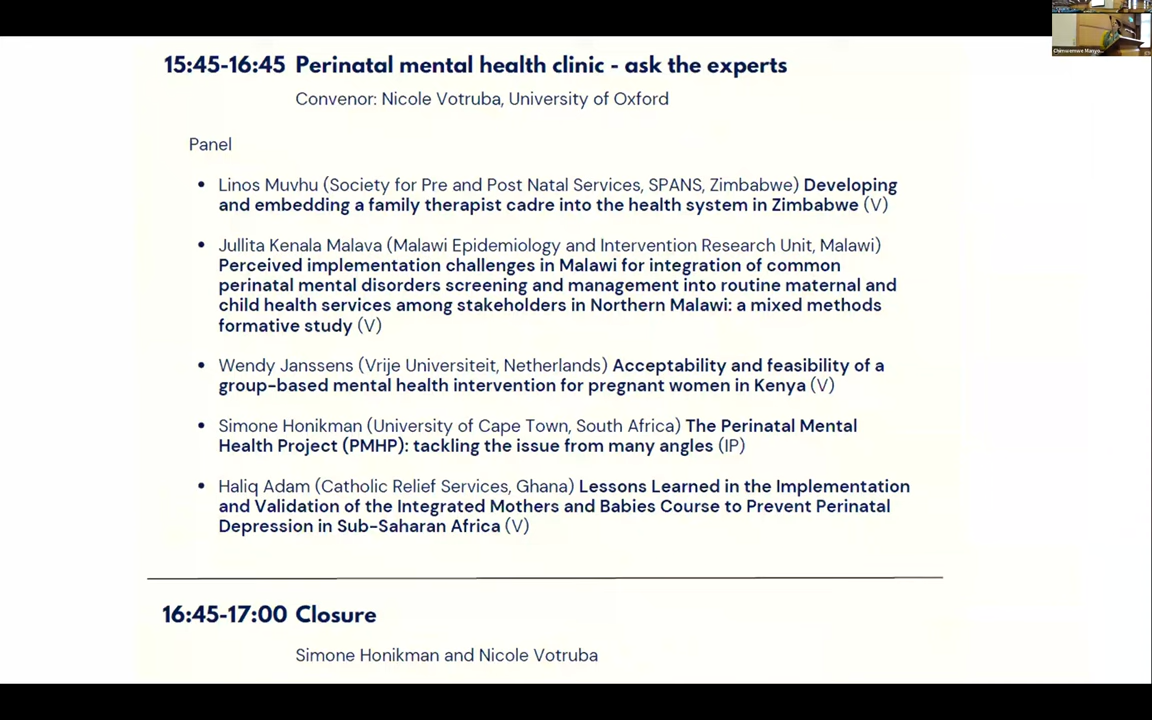 15:45-16:45 Perinatal mental health clinic - ask the experts
Convenor: Nicole Votruba, University of Oxford
Panel
• Linos Muvhu (Society for Pre and Post Natal Services, SPANS, Zimbabwe) Developing
and embedding a family therapist cadre into the health system in Zimbabwe (V)
• Jullita Kenala Malava (Malawi Epidemiology and Intervention Research Unit, Malawi)
Perceived implementation challenges in Malawi for integration of common
perinatal mental disorders screening and management into routine maternal and
child health services among stakeholders in Northern Malawi: a mixed methods
formative study (V)
• Wendy Janssens (Vrije Universiteit, Netherlands) Acceptability and feasibility of a
group-based mental health intervention for pregnant women in Kenya (V)
• Simone Honikman (University of Cape Town, South Africa) The Perinatal Mental
Health Project (PMHP): tackling the issue from many angles (IP)
• Haliq Adam (Catholic Relief Services, Ghana) Lessons Learned in the Implementation
and Validation of the Integrated Mothers and Babies Course to Prevent Perinatal
Depression in Sub-Saharan Africa (V)
16:45-17:00 Closure
Simone Honikman and Nicole Votruba